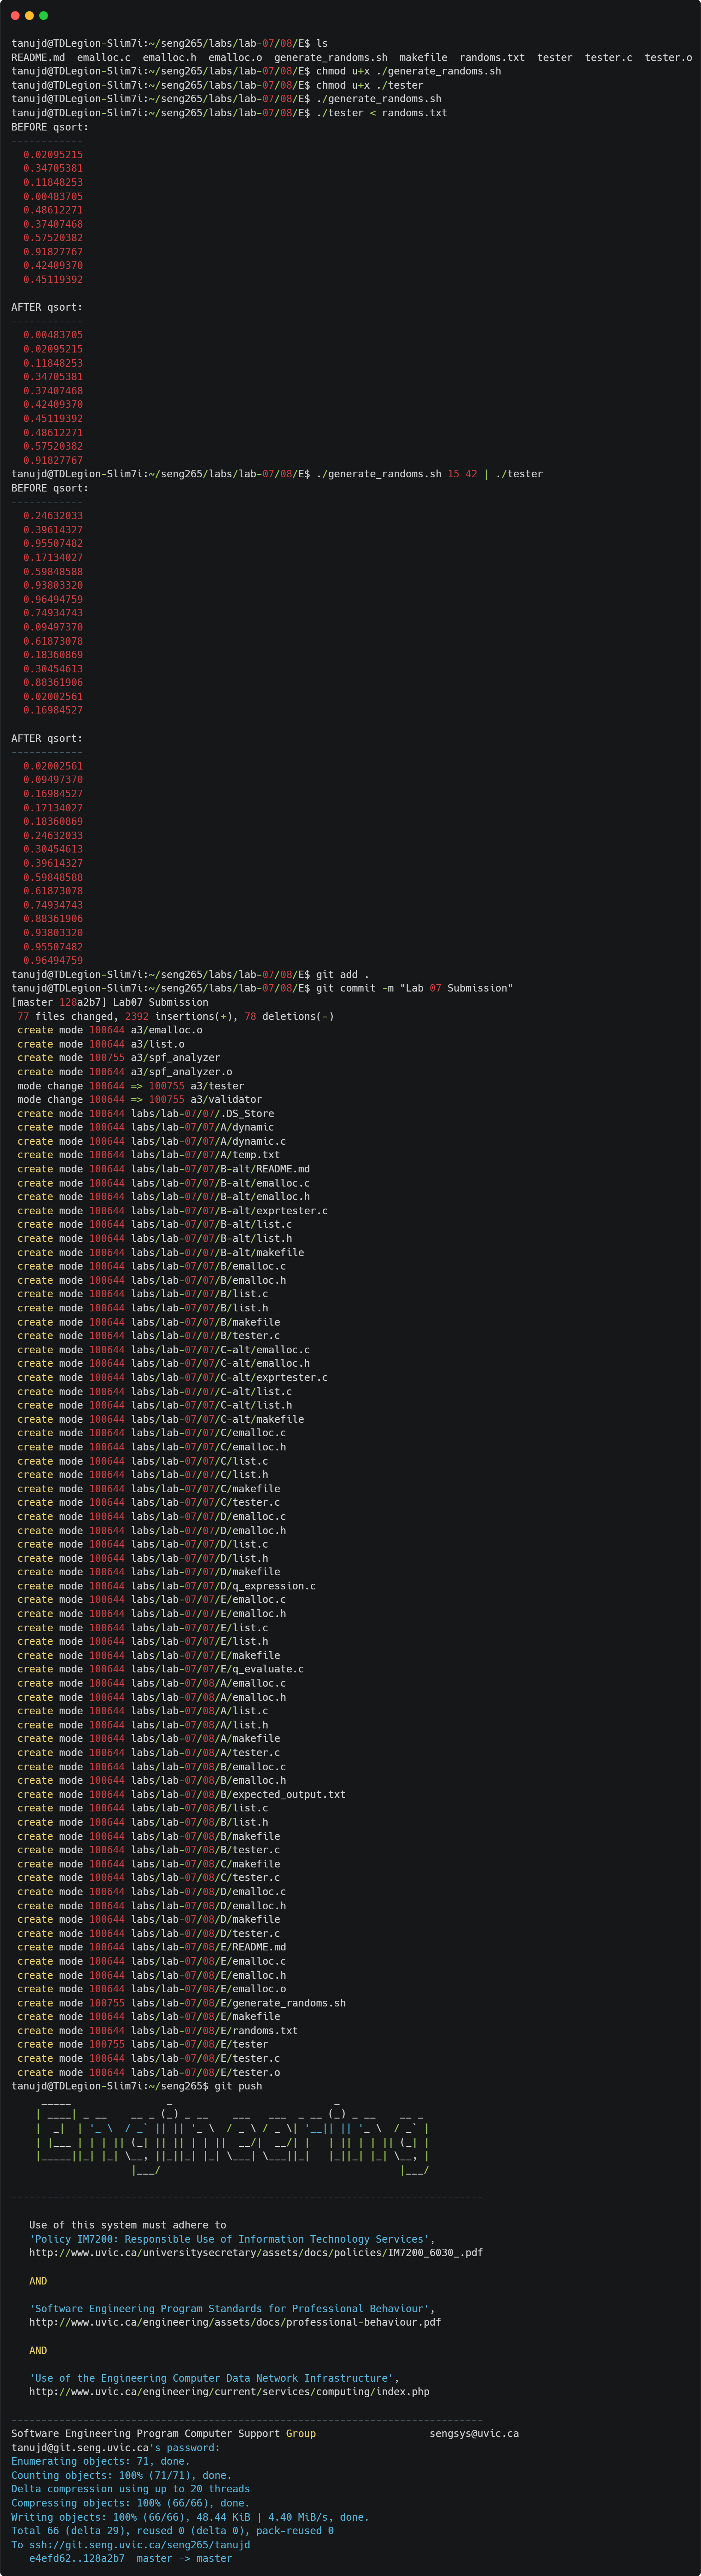 tanujd@TDLegion-Slim7i:~/seng265/labs/lab-07/08/E$ ls
README.md  emalloc.c  emalloc.h  emalloc.o  generate_randoms.sh  makefile  randoms.txt  tester  tester.c  tester.o
tanujd@TDLegion-Slim7i:~/seng265/labs/lab-07/08/E$ chmod u+x ./generate_randoms.sh
tanujd@TDLegion-Slim7i:~/seng265/labs/lab-07/08/E$ chmod u+x ./tester
tanujd@TDLegion-Slim7i:~/seng265/labs/lab-07/08/E$ ./generate_randoms.sh
tanujd@TDLegion-Slim7i:~/seng265/labs/lab-07/08/E$ ./tester < randoms.txt
BEFORE qsort:
------------
  0.02095215
  0.34705381
  0.11848253
  0.00483705
  0.48612271
  0.37407468
  0.57520382
  0.91827767
  0.42409370
  0.45119392

AFTER qsort:
------------
  0.00483705
  0.02095215
  0.11848253
  0.34705381
  0.37407468
  0.42409370
  0.45119392
  0.48612271
  0.57520382
  0.91827767
tanujd@TDLegion-Slim7i:~/seng265/labs/lab-07/08/E$ ./generate_randoms.sh 15 42 | ./tester
BEFORE qsort:
------------
  0.24632033
  0.39614327
  0.95507482
  0.17134027
  0.59848588
  0.93803320
  0.96494759
  0.74934743
  0.09497370
  0.61873078
  0.18360869
  0.30454613
  0.88361906
  0.02002561
  0.16984527

AFTER qsort:
------------
  0.02002561
  0.09497370
  0.16984527
  0.17134027
  0.18360869
  0.24632033
  0.30454613
  0.39614327
  0.59848588
  0.61873078
  0.74934743
  0.88361906
  0.93803320
  0.95507482
  0.96494759
tanujd@TDLegion-Slim7i:~/seng265/labs/lab-07/08/E$ git add .
tanujd@TDLegion-Slim7i:~/seng265/labs/lab-07/08/E$ git commit -m "Lab 07 Submission"
[master 128a2b7] Lab07 Submission
 77 files changed, 2392 insertions(+), 78 deletions(-)
 create mode 100644 a3/emalloc.o
 create mode 100644 a3/list.o
 create mode 100755 a3/spf_analyzer
 create mode 100644 a3/spf_analyzer.o
 mode change 100644 => 100755 a3/tester
 mode change 100644 => 100755 a3/validator
 create mode 100644 labs/lab-07/07/.DS_Store
 create mode 100644 labs/lab-07/07/A/dynamic
 create mode 100644 labs/lab-07/07/A/dynamic.c
 create mode 100644 labs/lab-07/07/A/temp.txt
 create mode 100644 labs/lab-07/07/B-alt/README.md
 create mode 100644 labs/lab-07/07/B-alt/emalloc.c
 create mode 100644 labs/lab-07/07/B-alt/emalloc.h
 create mode 100644 labs/lab-07/07/B-alt/exprtester.c
 create mode 100644 labs/lab-07/07/B-alt/list.c
 create mode 100644 labs/lab-07/07/B-alt/list.h
 create mode 100644 labs/lab-07/07/B-alt/makefile
 create mode 100644 labs/lab-07/07/B/emalloc.c
 create mode 100644 labs/lab-07/07/B/emalloc.h
 create mode 100644 labs/lab-07/07/B/list.c
 create mode 100644 labs/lab-07/07/B/list.h
 create mode 100644 labs/lab-07/07/B/makefile
 create mode 100644 labs/lab-07/07/B/tester.c
 create mode 100644 labs/lab-07/07/C-alt/emalloc.c
 create mode 100644 labs/lab-07/07/C-alt/emalloc.h
 create mode 100644 labs/lab-07/07/C-alt/exprtester.c
 create mode 100644 labs/lab-07/07/C-alt/list.c
 create mode 100644 labs/lab-07/07/C-alt/list.h
 create mode 100644 labs/lab-07/07/C-alt/makefile
 create mode 100644 labs/lab-07/07/C/emalloc.c
 create mode 100644 labs/lab-07/07/C/emalloc.h
 create mode 100644 labs/lab-07/07/C/list.c
 create mode 100644 labs/lab-07/07/C/list.h
 create mode 100644 labs/lab-07/07/C/makefile
 create mode 100644 labs/lab-07/07/C/tester.c
 create mode 100644 labs/lab-07/07/D/emalloc.c
 create mode 100644 labs/lab-07/07/D/emalloc.h
 create mode 100644 labs/lab-07/07/D/list.c
 create mode 100644 labs/lab-07/07/D/list.h
 create mode 100644 labs/lab-07/07/D/makefile
 create mode 100644 labs/lab-07/07/D/q_expression.c
 create mode 100644 labs/lab-07/07/E/emalloc.c
 create mode 100644 labs/lab-07/07/E/emalloc.h
 create mode 100644 labs/lab-07/07/E/list.c
 create mode 100644 labs/lab-07/07/E/list.h
 create mode 100644 labs/lab-07/07/E/makefile
 create mode 100644 labs/lab-07/07/E/q_evaluate.c
 create mode 100644 labs/lab-07/08/A/emalloc.c
 create mode 100644 labs/lab-07/08/A/emalloc.h
 create mode 100644 labs/lab-07/08/A/list.c
 create mode 100644 labs/lab-07/08/A/list.h
 create mode 100644 labs/lab-07/08/A/makefile
 create mode 100644 labs/lab-07/08/A/tester.c
 create mode 100644 labs/lab-07/08/B/emalloc.c
 create mode 100644 labs/lab-07/08/B/emalloc.h
 create mode 100644 labs/lab-07/08/B/expected_output.txt
 create mode 100644 labs/lab-07/08/B/list.c
 create mode 100644 labs/lab-07/08/B/list.h
 create mode 100644 labs/lab-07/08/B/makefile
 create mode 100644 labs/lab-07/08/B/tester.c
 create mode 100644 labs/lab-07/08/C/makefile
 create mode 100644 labs/lab-07/08/C/tester.c
 create mode 100644 labs/lab-07/08/D/emalloc.c
 create mode 100644 labs/lab-07/08/D/emalloc.h
 create mode 100644 labs/lab-07/08/D/makefile
 create mode 100644 labs/lab-07/08/D/tester.c
 create mode 100644 labs/lab-07/08/E/README.md
 create mode 100644 labs/lab-07/08/E/emalloc.c
 create mode 100644 labs/lab-07/08/E/emalloc.h
 create mode 100644 labs/lab-07/08/E/emalloc.o
 create mode 100755 labs/lab-07/08/E/generate_randoms.sh
 create mode 100644 labs/lab-07/08/E/makefile
 create mode 100644 labs/lab-07/08/E/randoms.txt
 create mode 100755 labs/lab-07/08/E/tester
 create mode 100644 labs/lab-07/08/E/tester.c
 create mode 100644 labs/lab-07/08/E/tester.o
tanujd@TDLegion-Slim7i:~/seng265$ git push
Engineering
-------------------------------------------------------------------------------

   Use of this system must adhere to
   'Policy IM7200: Responsible Use of Information Technology Services',
   http://www.uvic.ca/universitysecretary/assets/docs/policies/IM7200_6030_.pdf

   AND

   'Software Engineering Program Standards for Professional Behaviour',
   http://www.uvic.ca/engineering/assets/docs/professional-behaviour.pdf

   AND

   'Use of the Engineering Computer Data Network Infrastructure',
   http://www.uvic.ca/engineering/current/services/computing/index.php

-------------------------------------------------------------------------------
Software Engineering Program Computer Support Group                   sengsys@uvic.ca
tanujd@git.seng.uvic.ca's password:
Enumerating objects: 71, done.
Counting objects: 100% (71/71), done.
Delta compression using up to 20 threads
Compressing objects: 100% (66/66), done.
Writing objects: 100% (66/66), 48.44 KiB | 4.40 MiB/s, done.
Total 66 (delta 29), reused 0 (delta 0), pack-reused 0
To ssh://git.seng.uvic.ca/seng265/tanujd
   e4efd62..128a2b7  master -> master